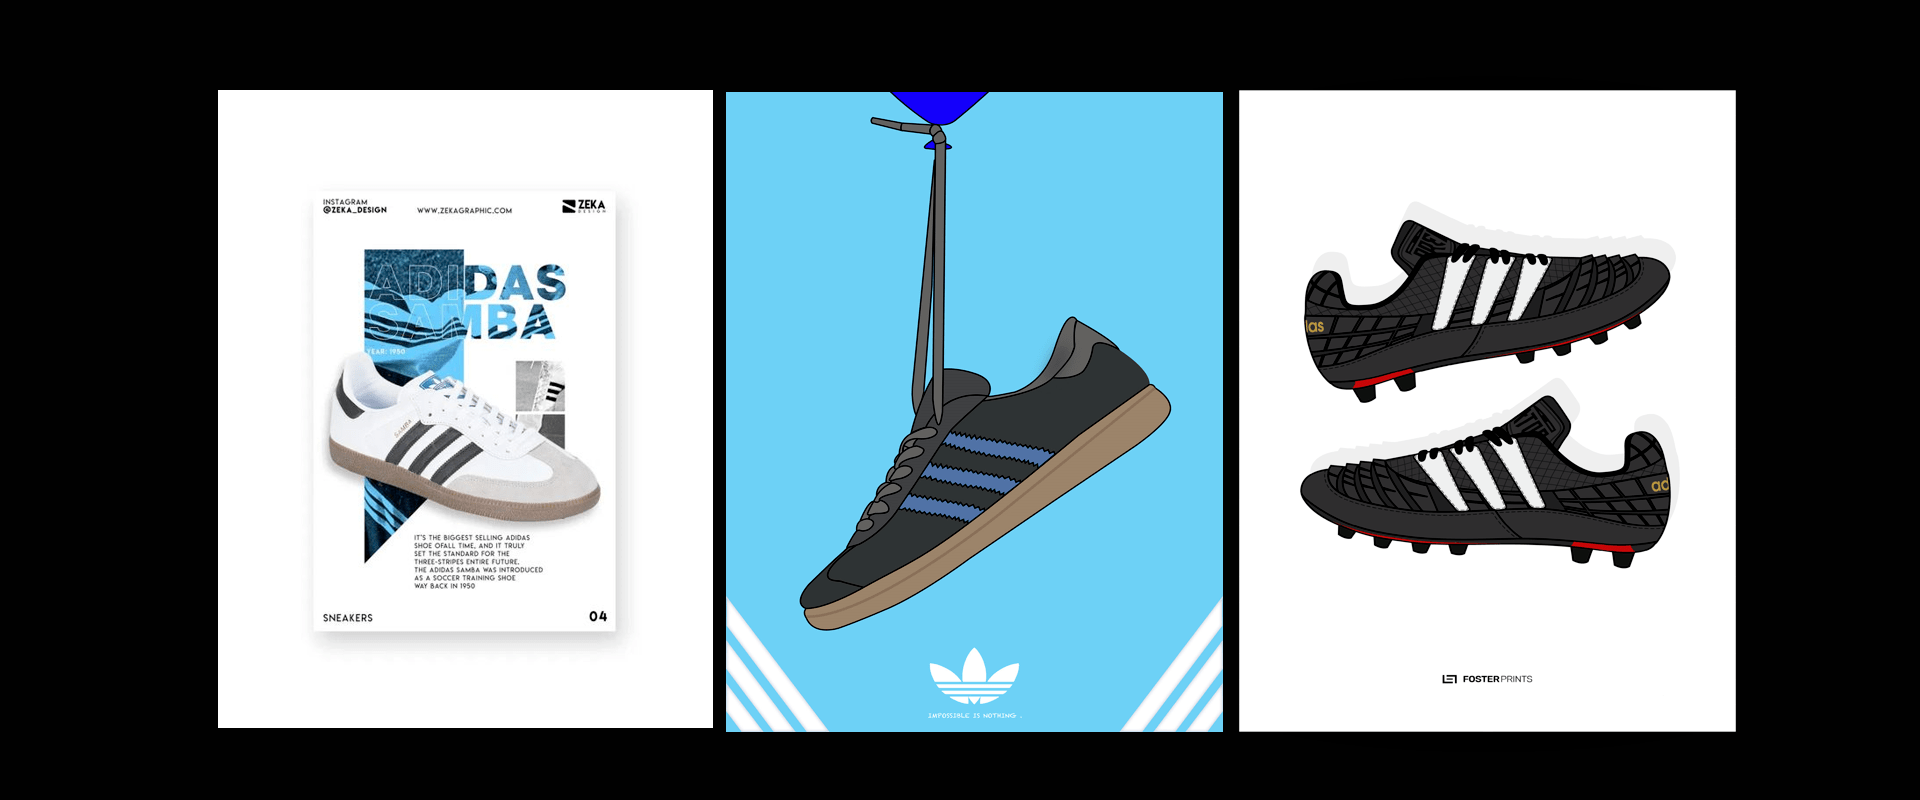 INSTAGRAM
@ZEKA_DESIGN
WWW.ZEKAGRAPHIC.COM
ZEKA
DESIGN
ADIDAS
SAMBA
YEAR: 1950
SAMBA
IT'S THE BIGGEST SELLING ADIDAS
SHOE OFALL TIME, AND IT TRULY
SET THE STANDARD FOR THE
THREE-STRIPES ENTIRE FUTURE,
THE ADIDAS SAMBA WAS INTRODUCED
AS A SOCCER TRAINING SHOE
WAY BACK IN 1950
SNEAKERS
04
IMPOSSIBLE IS NOTHING .
das
ad
FOSTERPRINTS